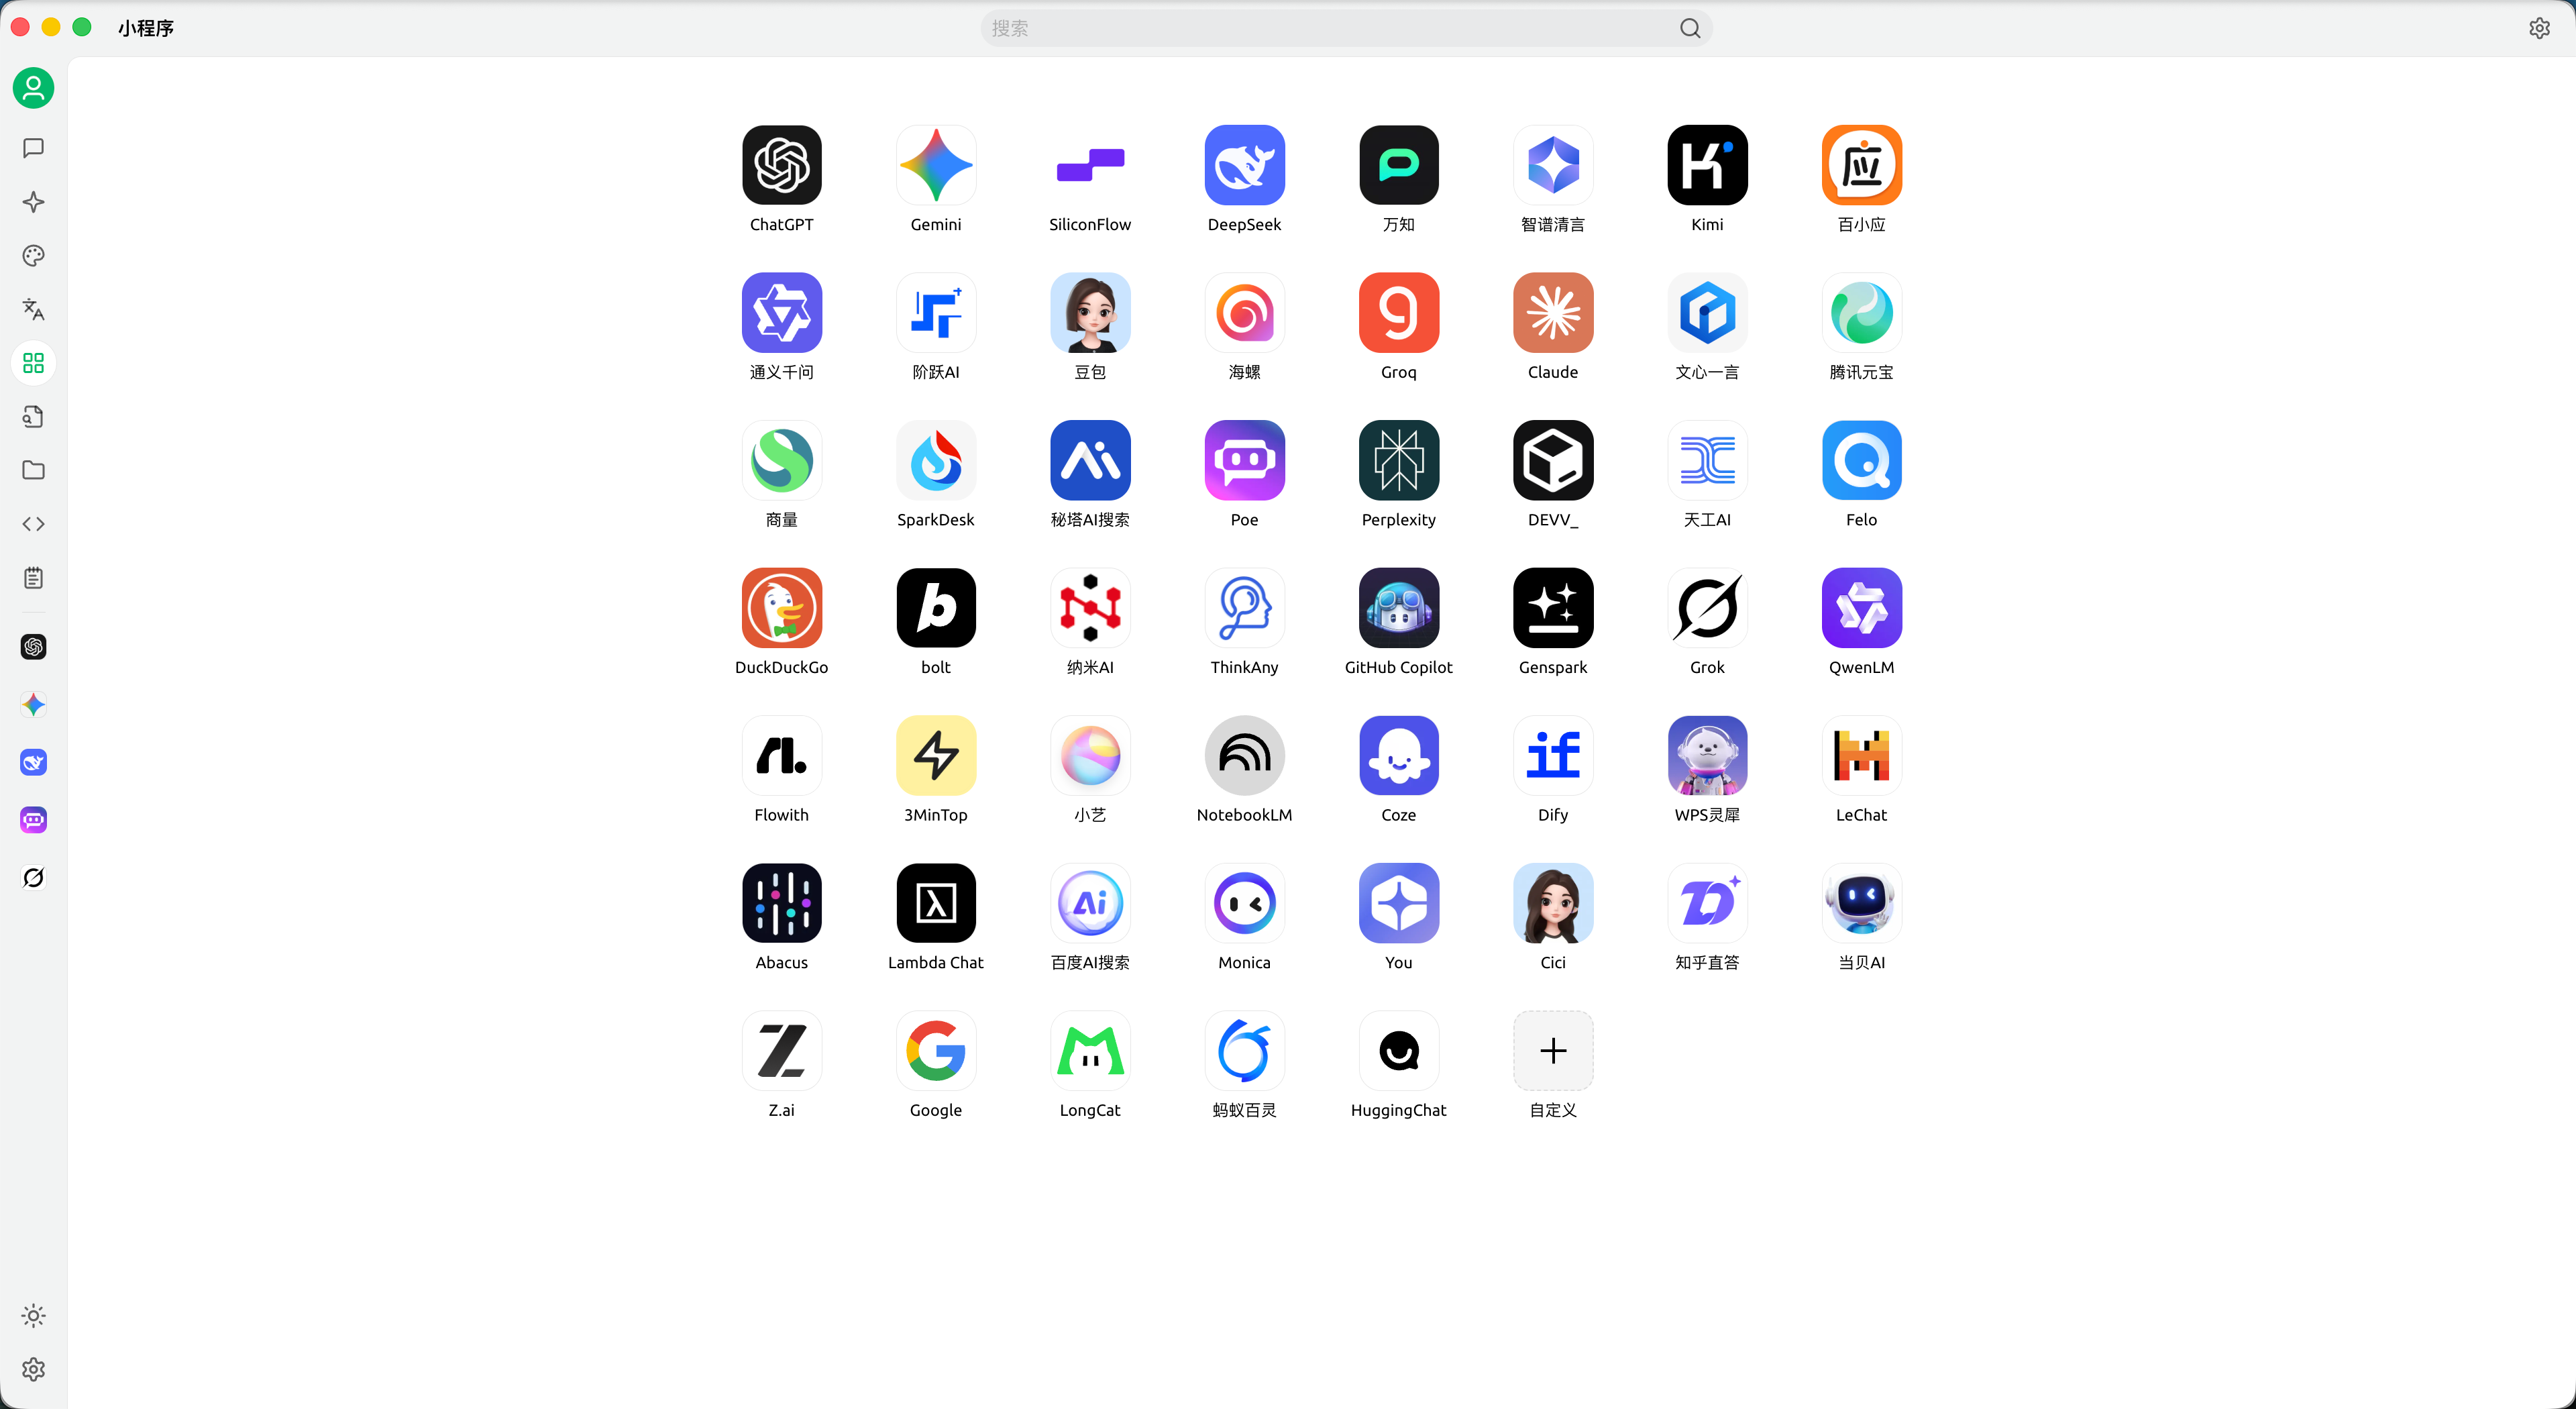 小程序
搜索
ChatGPT
Gemini
SiliconFlow
DeepSeek
万知
智谱清言
Kimi
百小应
通义千问
阶跃AI
豆包
海螺
Groq
Claude
文心一言
腾讯元宝
商量
SparkDesk
秘塔AI搜索
Poe
Perplexity
DEVV_
天工AI
Felo
DuckDuckGo
bolt
纳米AI
ThinkAny
GitHub Copilot
Genspark
Grok
QwenLM
Flowith
3MinTop
小艺
NotebookLM
Coze
Dify
WPS灵犀
LeChat
Abacus
Lambda Chat
百度AI搜索
Monica
You
Cici
知乎直答
当贝AI
Z.ai
Google
LongCat
蚂蚁百灵
HuggingChat
自定义